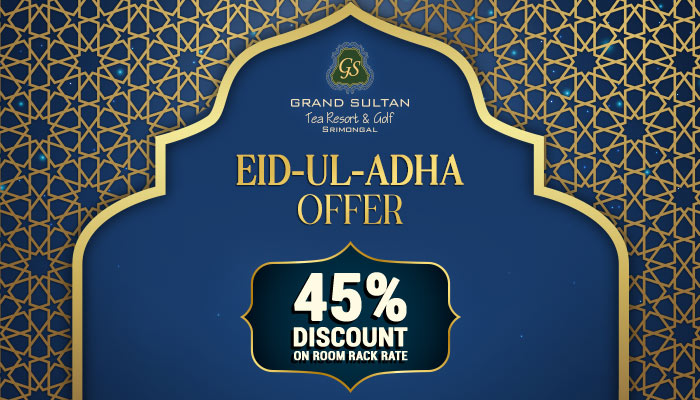 GS
GRAND SULTAN
Tea Resort & Golf
SRIMONGAL
EID-UL-ADHA
OFFER
45%
DISCOUNT
ON ROOM RACK RATE